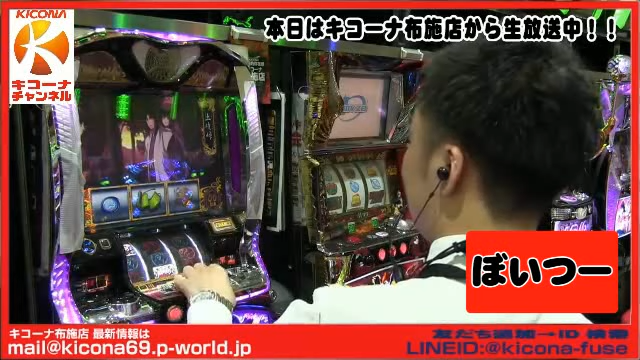 KICONA
キコーナ
チャンネル
本日はキコーナ布施店から生放送中！！
ぼいつー
キコーナ布施店 最新情報は
mail@kicona69.p-world.jp
友だち追加→ID 検索
LINEID:@kicona-fuse